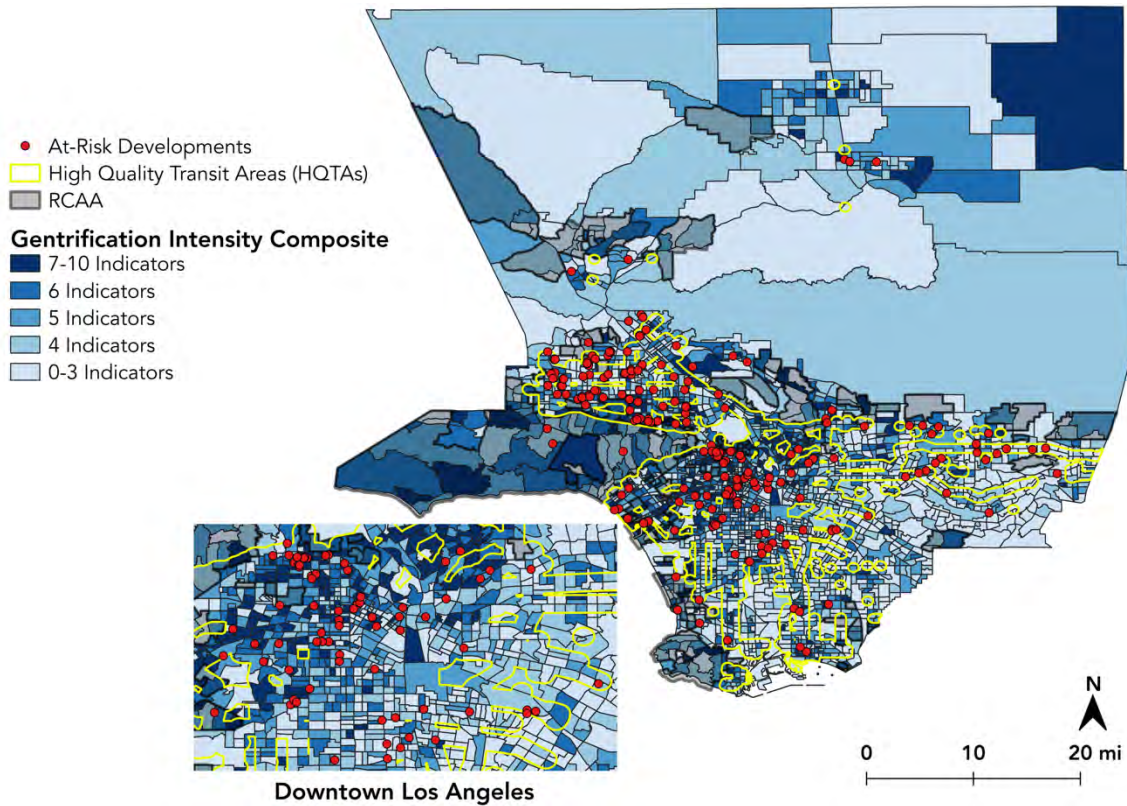 At-Risk Developments
High Quality Transit Areas (HQTAs)
RCAA
Gentrification Intensity Composite
7-10 Indicators
6 Indicators
5 Indicators
4 Indicators
0-3 Indicators
Downtown Los Angeles
N
0 10 20 mi